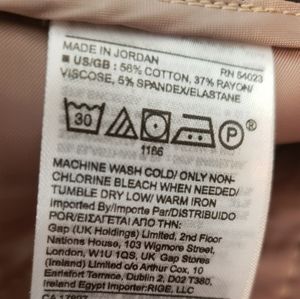 MADE IN JORDAN RN 54023
■ US/GB : 58% COTTON, 37% RAYON/
VISCOSE, 5% SPANDEX/ELASTANE
30 P
1186
MACHINE WASH COLD/ ONLY NON-
CHLORINE BLEACH WHEN NEEDED/
TUMBLE DRY LOW/ WARM IRON
Imported By/Importe Par/DISTRIBUIDO
POR/ΕΙΣΑΓΕΤΑΙ ΑΠΟ ΤΗΝ:
Gap (UK Holdings) Limited, 2nd Floor
Nations House, 103 Wigmore Street,
London, W1U 1QS, UK Gap Stores
(Ireland) Limited c/o Arthur Cox, 10
Earlsfort Terrace, Dublin 2, D02 T380,
Ireland Egypt-Importer:RIGE, LLC